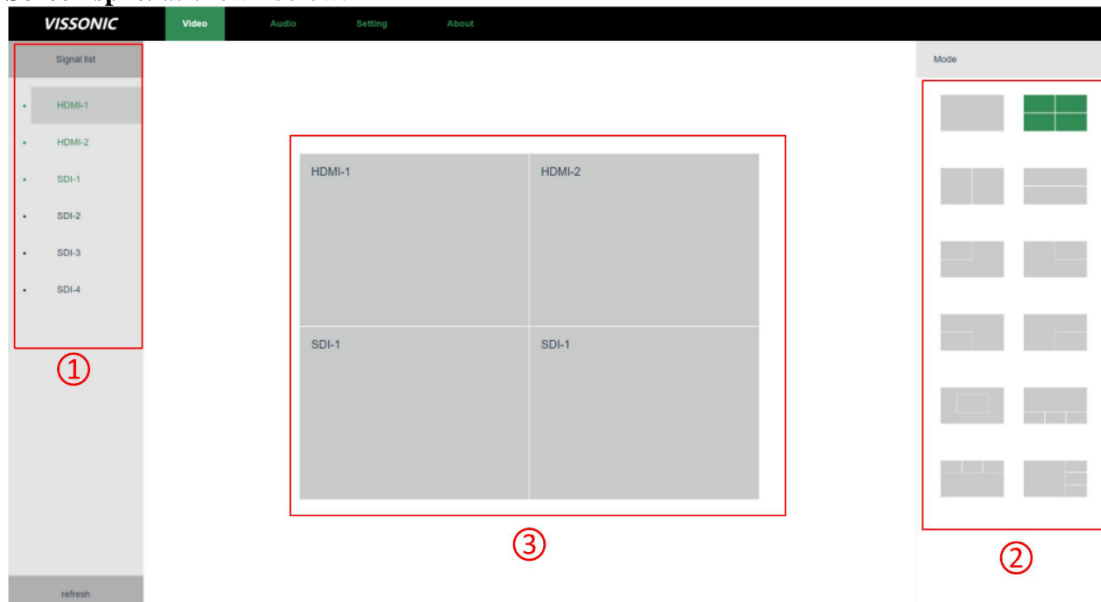 VISSONIC Video Audio Setting About
Signal list
Mode
HDMI-1
HDMI-2
SDI-1
SDI-2
SDI-3
SDI-4
HDMI-1 HDMI-2
SDI-1 SDI-1
①
③
②
refresh